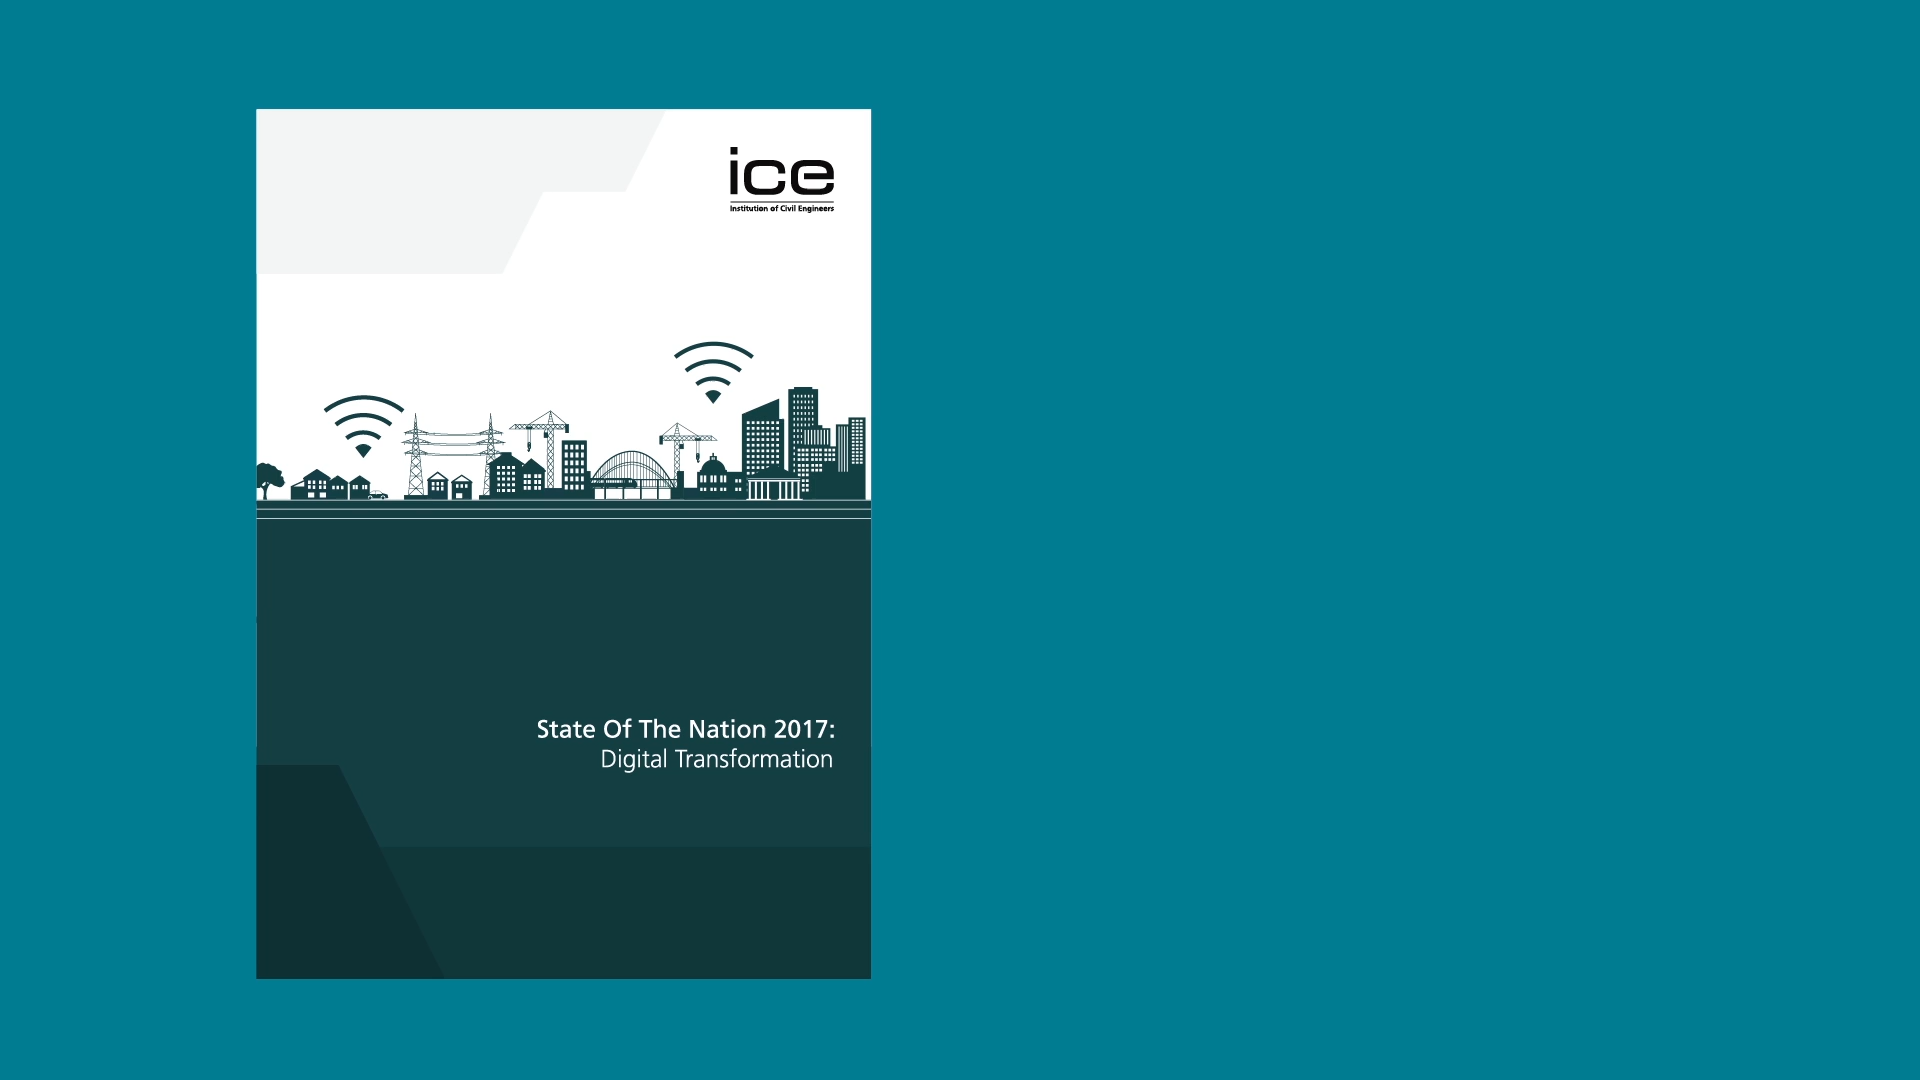 ice
Institution of Civil Engineers
State Of The Nation 2017:
Digital Transformation